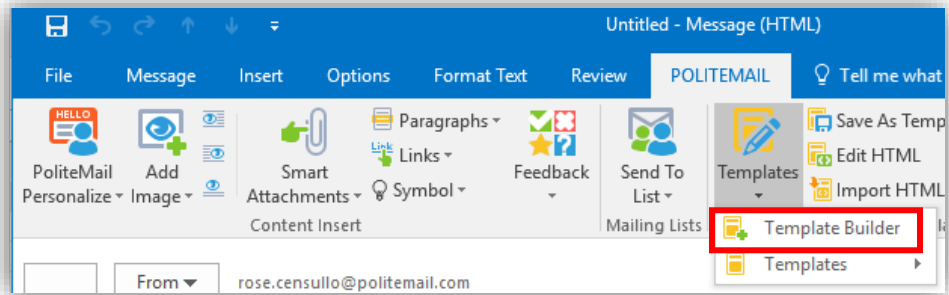 Untitled - Message (HTML)
File Message Insert Options Format Text Review POLITEMAIL Tell me what
HELLO
PoliteMail Personalize
Add Image
Smart Attachments
Paragraphs
Link
Links
Symbol
Feedback
Send To List
Templates
Save As Temp
Edit HTML
Import HTML
Content Insert
Mailing Lists
Template Builder
Templates
From
rose.censullo@politemail.com